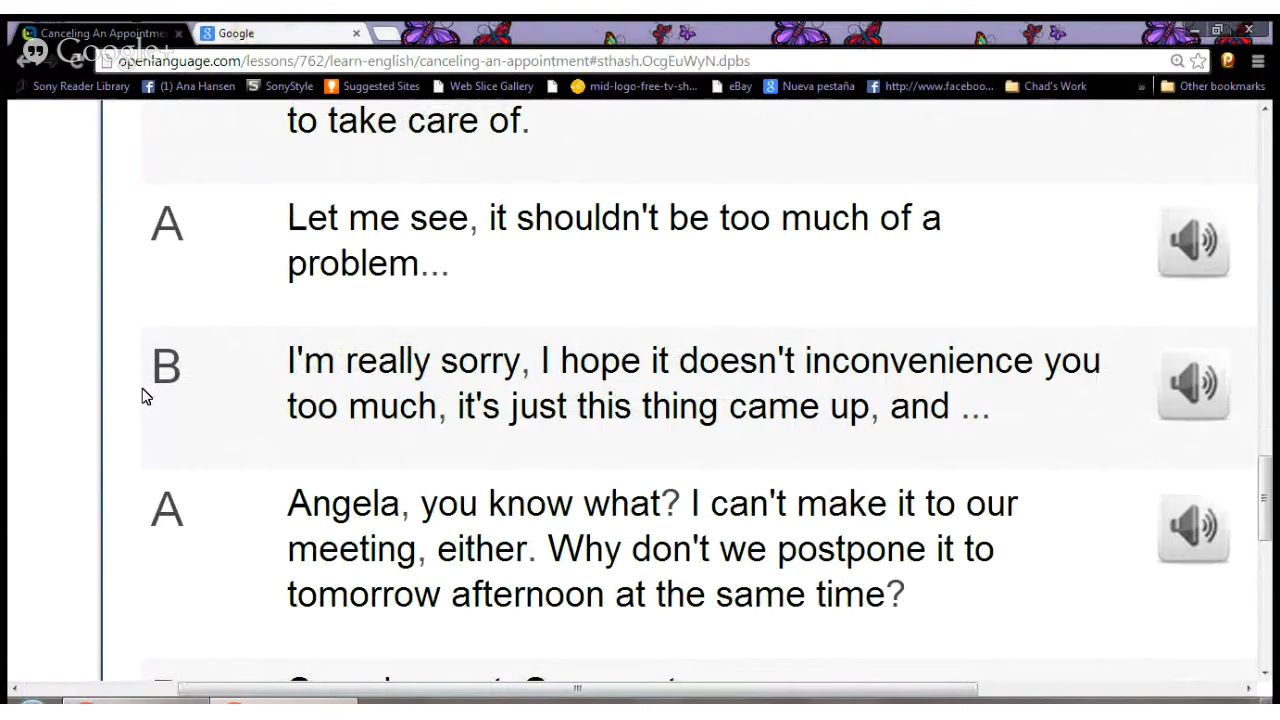 Canceling An Appointme
Google
Google+
openlanguage.com/lessons/762/learn-english/canceling-an-appointment#sthash.OcgEuWyN.dpbs
Sony Reader Library
(1) Ana Hansen
SonyStyle
Suggested Sites
Web Slice Gallery
mid-logo-free-tv-sh...
eBay
Nueva pestaña
http://www.faceboo...
Chad's Work
»
Other bookmarks
to take care of.
A
Let me see, it shouldn't be too much of a
problem...
B
I'm really sorry, I hope it doesn't inconvenience you
too much, it's just this thing came up, and ...
A
Angela, you know what? I can't make it to our
meeting, either. Why don't we postpone it to
tomorrow afternoon at the same time?